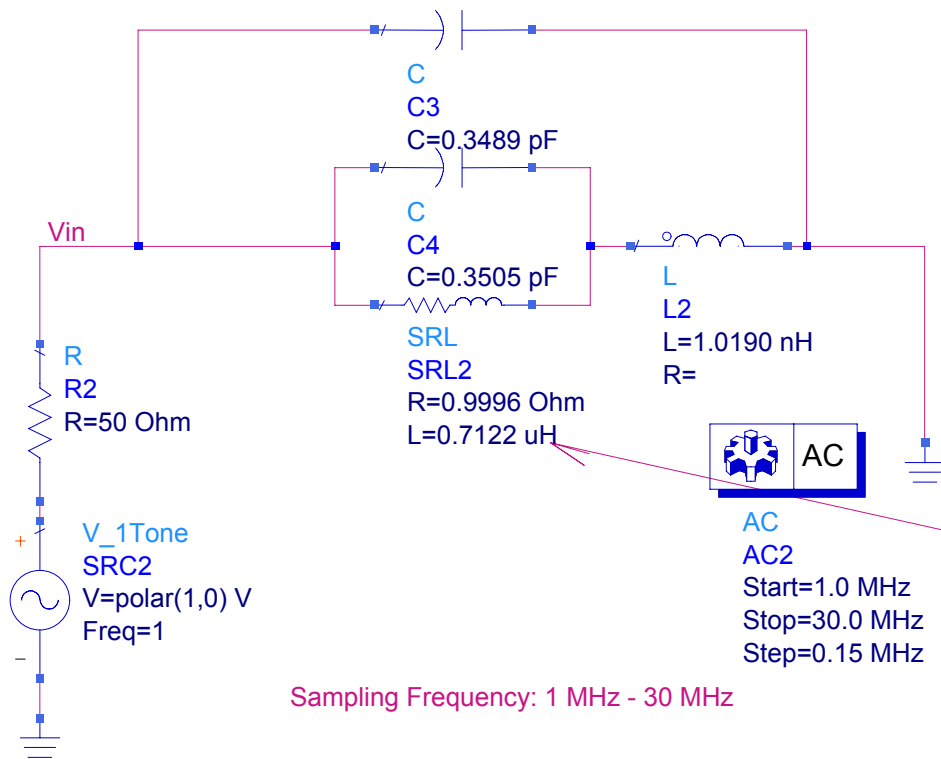 C
C3
C=0.3489 pF
C
C4
C=0.3505 pF
Vin
SRL
SRL2
R=0.9996 Ohm
L=0.7122 uH
L
L2
L=1.0190 nH
R=
R
R2
R=50 Ohm
AC
AC
AC2
Start=1.0 MHz
Stop=30.0 MHz
Step=0.15 MHz
+
V_1Tone
SRC2
V=polar(1,0) V
Freq=1
−
Sampling Frequency: 1 MHz - 30 MHz